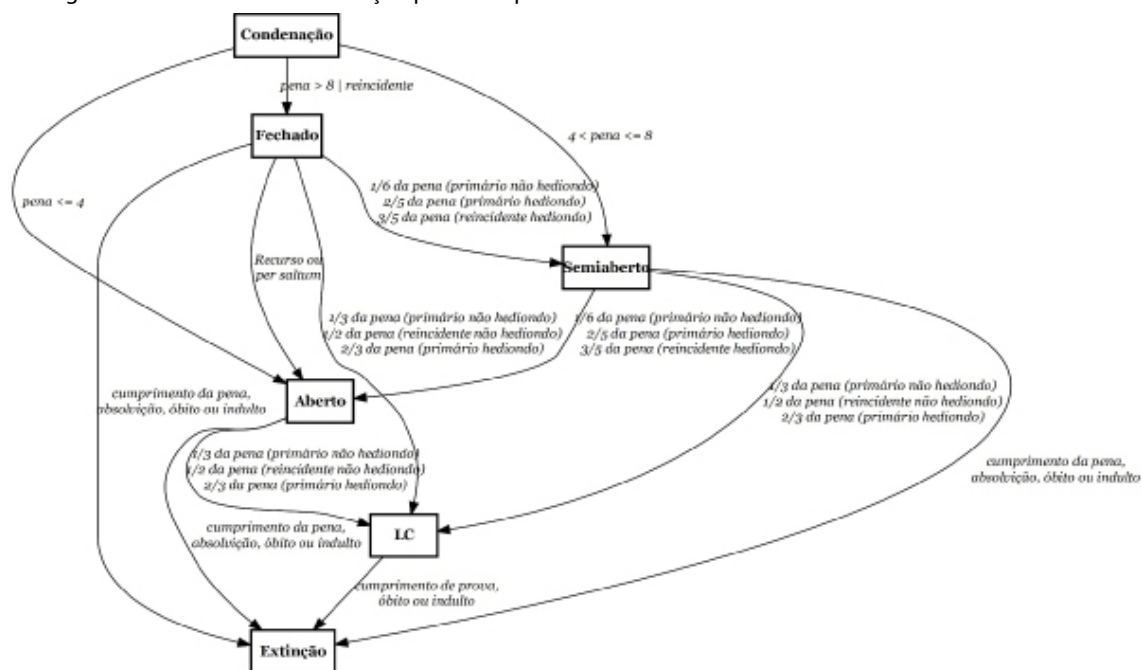 Condenação
pena > 8 | reincidente
Fechado
4 < pena <= 8
1/6 da pena (primário não hediondo)
2/5 da pena (primário hediondo)
3/5 da pena (reincidente hediondo)
pena <= 4
Recurso ou
per saltum
Semiaberto
1/3 da pena (primário não hediondo)
1/2 da pena (reincidente não hediondo)
2/3 da pena (primário hediondo)
1/6 da pena (primário não hediondo)
2/5 da pena (primário hediondo)
3/5 da pena (reincidente hediondo)
cumprimento da pena,
absolvição, óbito ou indulto
Aberto
1/3 da pena (primário não hediondo)
1/2 da pena (reincidente não hediondo)
2/3 da pena (primário hediondo)
1/3 da pena (primário não hediondo)
1/2 da pena (reincidente não hediondo)
2/3 da pena (primário hediondo)
cumprimento da pena,
absolvição, óbito ou indulto
cumprimento da pena,
absolvição, óbito ou indulto
LC
cumprimento de prova,
óbito ou indulto
Extinção